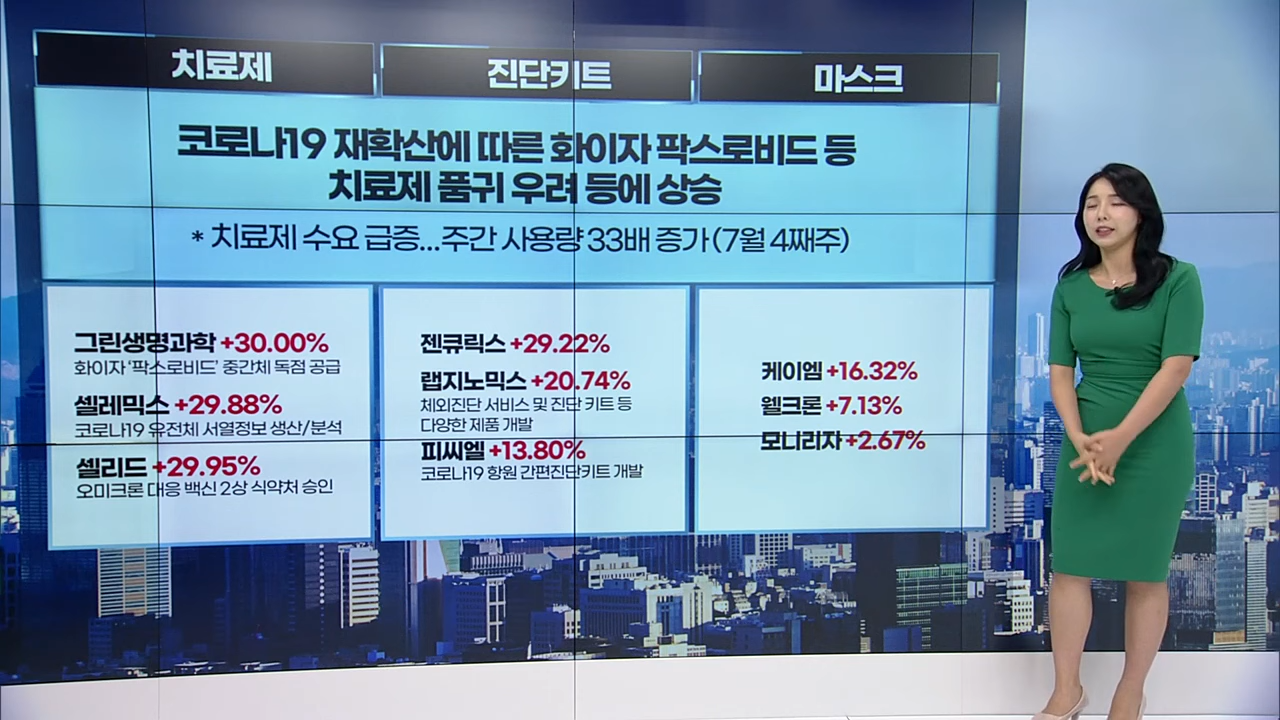 치료제
진단키트
마스크
코로나19 재확산에 따른 화이자 팍스로비드 등
치료제 품귀 우려 등에 상승
* 치료제 수요 급증...주간 사용량 33배 증가 (7월 4째주)
그린생명과학 +30.00%
화이자 '팍스로비드' 중간체 독점 공급
셀레믹스 +29.88%
코로나19 유전체 서열정보 생산/분석
셀리드 +29.95%
오미크론 대응 백신 2상 식약처 승인
젠큐릭스 +29.22%
랩지노믹스 +20.74%
체외진단 서비스 및 진단 키트 등
다양한 제품 개발
피씨엘 +13.80%
코로나19 항원 간편진단키트 개발
케이엠 +16.32%
웰크론 +7.13%
모나리자 +2.67%